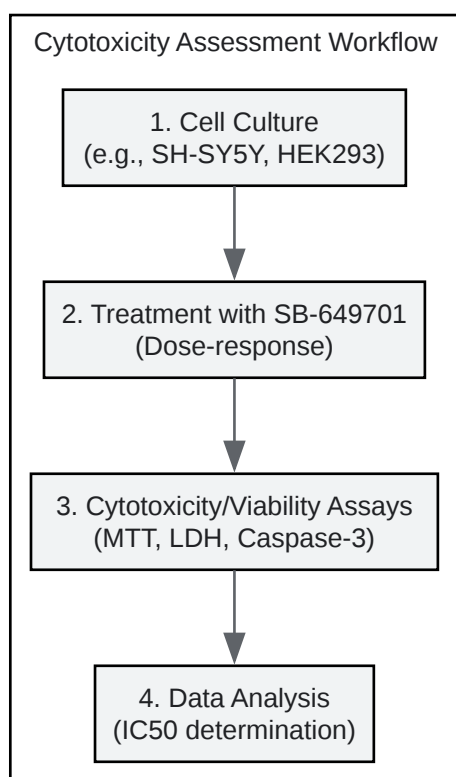 Cytotoxicity Assessment Workflow
1. Cell Culture
(e.g., SH-SY5Y, HEK293)
2. Treatment with SB-649701
(Dose-response)
3. Cytotoxicity/Viability Assays
(MTT, LDH, Caspase-3)
4. Data Analysis
(IC50 determination)